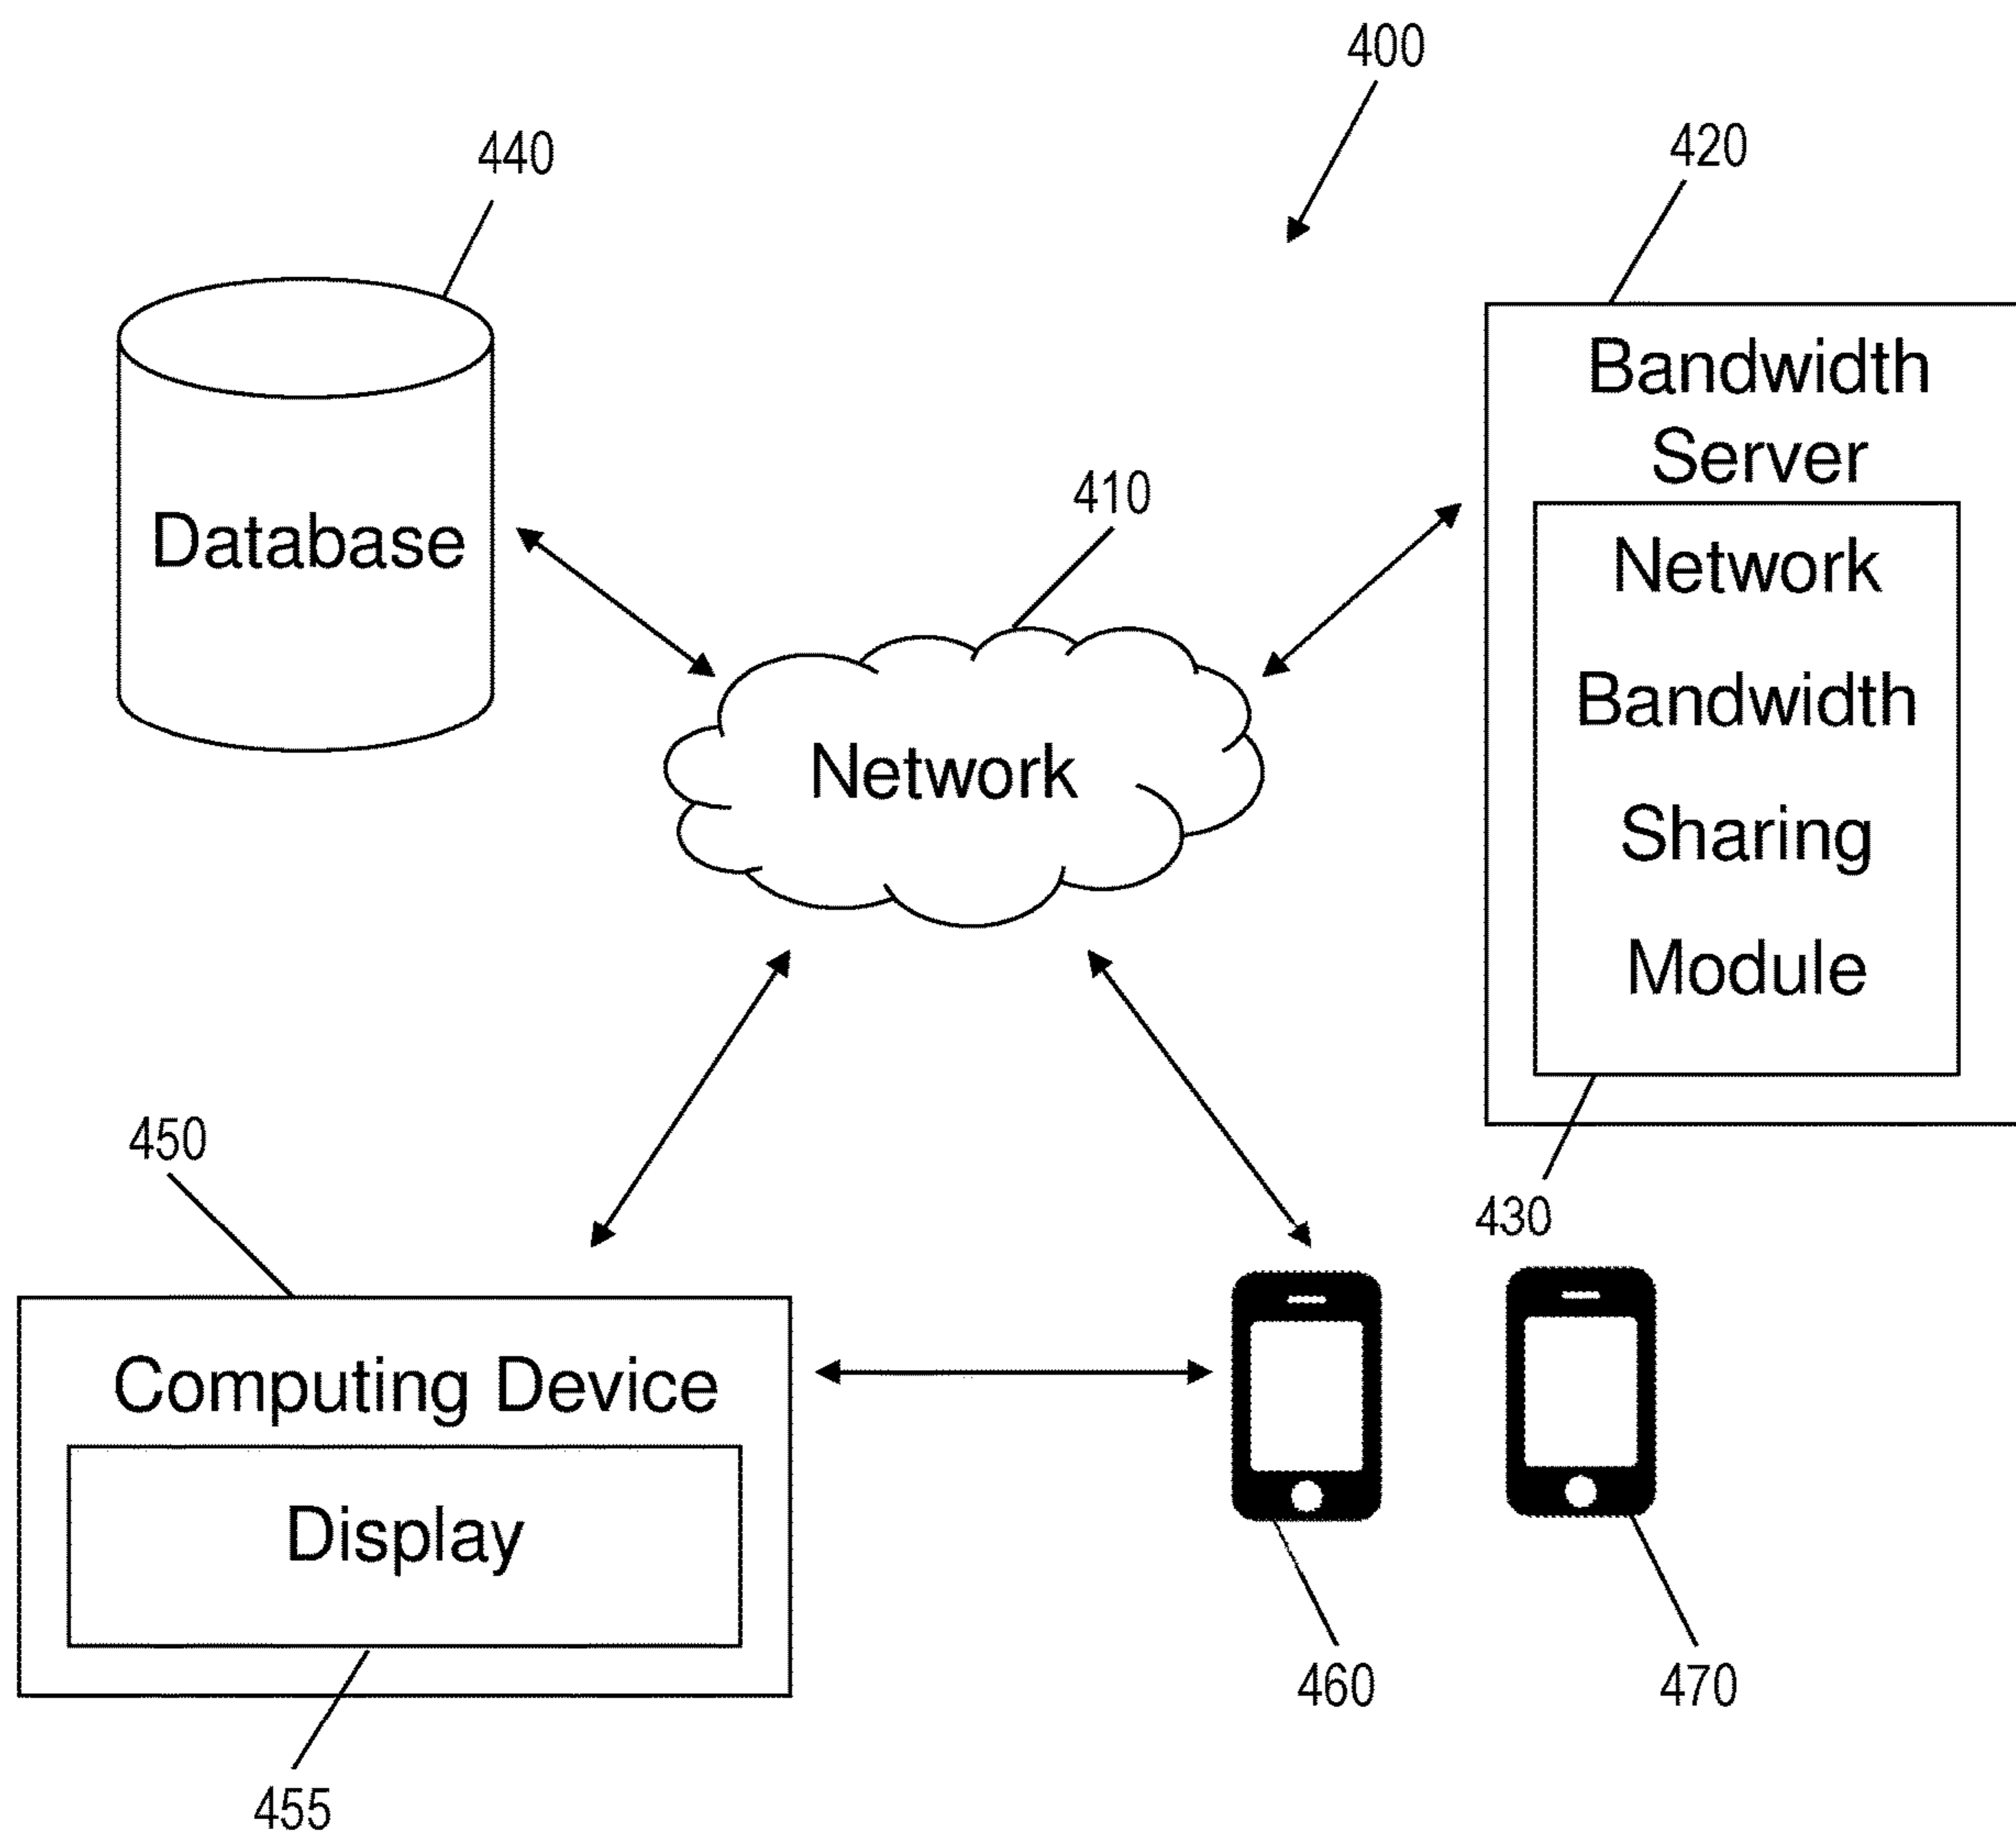 400
440
420
Bandwidth
Server
410
Database
Network
Bandwidth
Network
Sharing
Module
450
430
Computing Device
Display
460
470
455